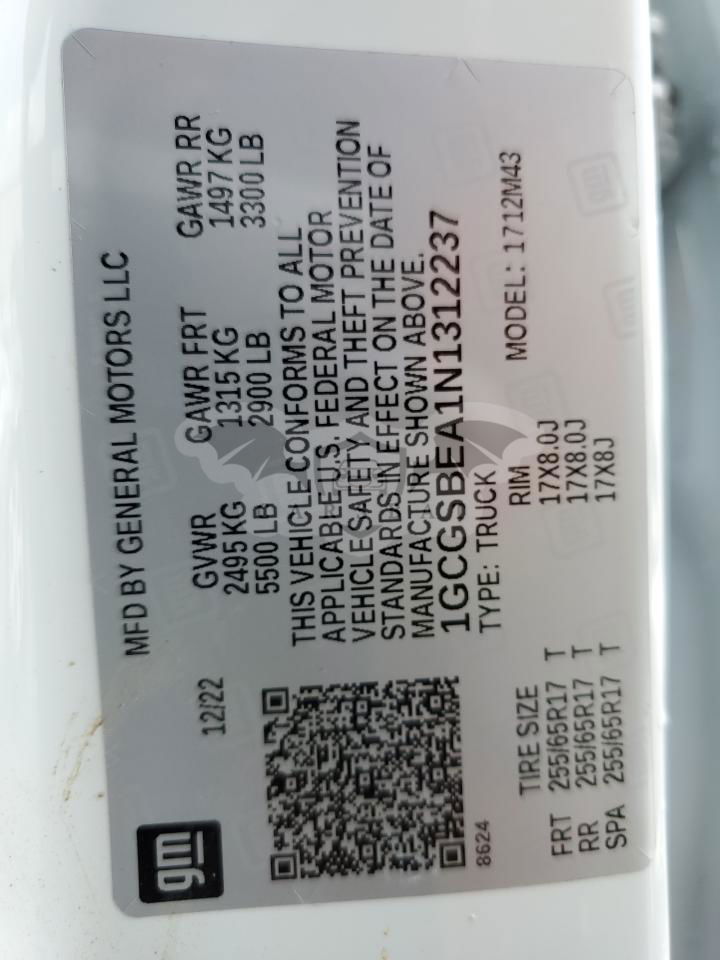 gm
MFD BY GENERAL MOTORS LLC
12/22
GVWR GAWR FRT GAWR RR
2495 KG 1315 KG 1497 KG
5500 LB 2900 LB 3300 LB
THIS VEHICLE CONFORMS TO ALL
APPLICABLE U.S. FEDERAL MOTOR
VEHICLE SAFETY AND THEFT PREVENTION
STANDARDS IN EFFECT ON THE DATE OF
MANUFACTURE SHOWN ABOVE.
1GCGSBEA1N1312237
8624
TYPE: TRUCK MODEL: 1712M43
TIRE SIZE RIM
FRT 255/65R17 T 17X8.0J
RR 255/65R17 T 17X8.0J
SPA 255/65R17 T 17X8J